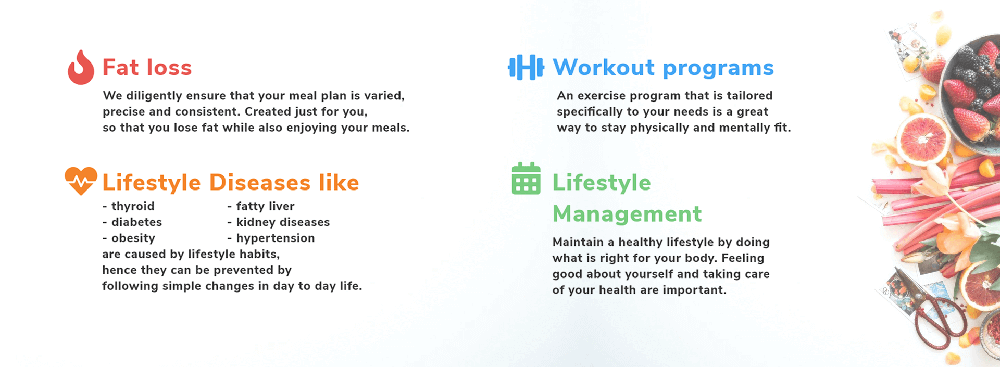 Fat loss
We diligently ensure that your meal plan is varied,
precise and consistent. Created just for you,
so that you lose fat while also enjoying your meals.
Lifestyle Diseases like
- thyroid - fatty liver
- diabetes - kidney diseases
- obesity - hypertension
are caused by lifestyle habits,
hence they can be prevented by
following simple changes in day to day life.
Workout programs
An exercise program that is tailored
specifically to your needs is a great
way to stay physically and mentally fit.
Lifestyle
Management
Maintain a healthy lifestyle by doing
what is right for your body. Feeling
good about yourself and taking care
of your health are important.